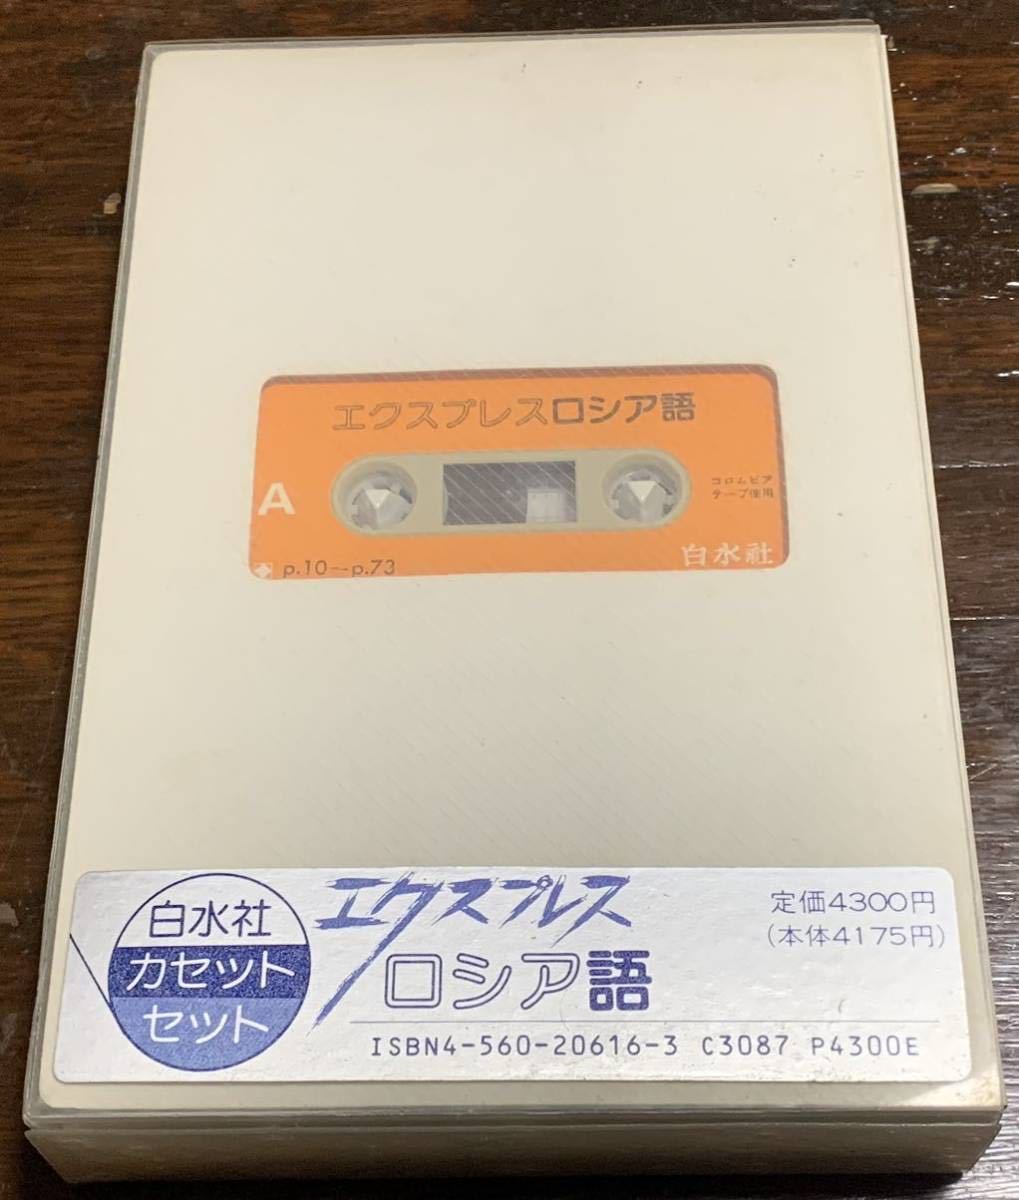 エクスプレスロシア語
A
コロムビア
テープ使用
p.10―p.73
白水社
白水社
カセット
セット
エクスプレス
ロシア語
定価4300円
(本体4175円)
ISBN4-560-20616-3 C3087 P4300E